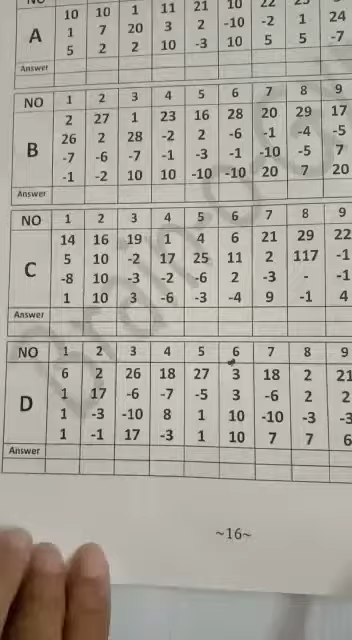 NO 10 22 23
10 10 1 11 21
A 1 7 20 3 2 -10 -2 1 24
5 2 2 10 -3 10 5 5 -7
Answer
NO 1 2 3 4 5 6 7 8 9
2 27 1 23 16 28 20 29 17
B 26 2 28 -2 2 -6 -1 -4 -5
-7 -6 -7 -1 -3 -1 -10 -5 7
-1 -2 10 10 -10 -10 20 7 20
Answer
NO 1 2 3 4 5 6 7 8 9
14 16 19 1 4 6 21 29 22
C 5 10 -2 17 25 11 2 117 -1
-8 10 -3 -2 -6 2 -3 - -1
1 10 3 -6 -3 -4 9 -1 4
Answer
NO 1 2 3 4 5 6 7 8 9
6 2 26 18 27 3 18 2 21
D 1 17 -6 -7 -5 3 -6 2 2
1 -3 -10 8 1 10 -10 -3 -3
1 -1 17 -3 1 10 7 7 6
Answer
~16~